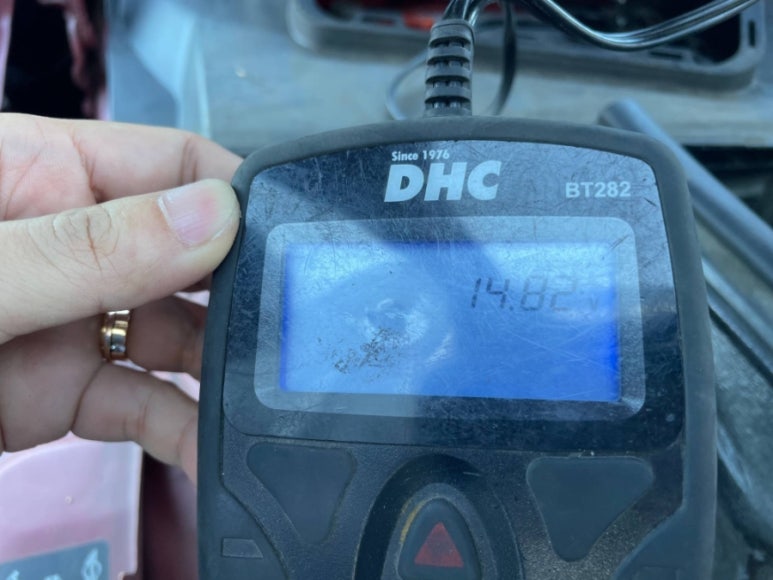 Since 1976
DHC
BT282
14.82 V